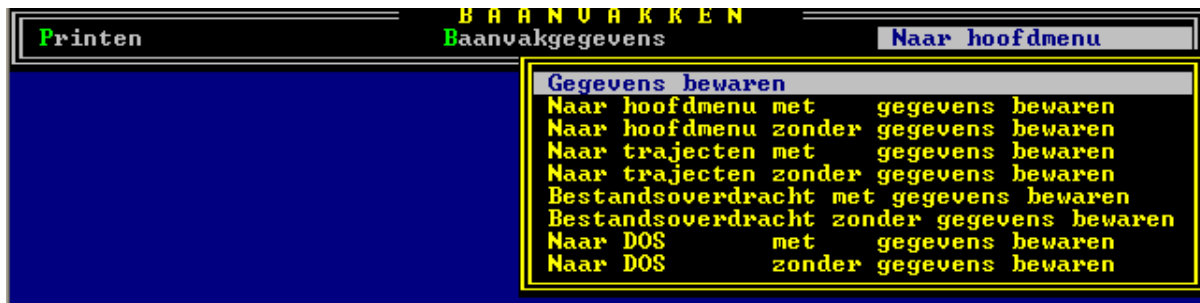 BAANVAKKEN
Printen Baanvakgegevens Naar hoofdmenu
Gegevens bewaren
Naar hoofdmenu met gegevens bewaren
Naar hoofdmenu zonder gegevens bewaren
Naar trajecten met gegevens bewaren
Naar trajecten zonder gegevens bewaren
Bestandsoverdracht met gegevens bewaren
Bestandsoverdracht zonder gegevens bewaren
Naar DOS met gegevens bewaren
Naar DOS zonder gegevens bewaren